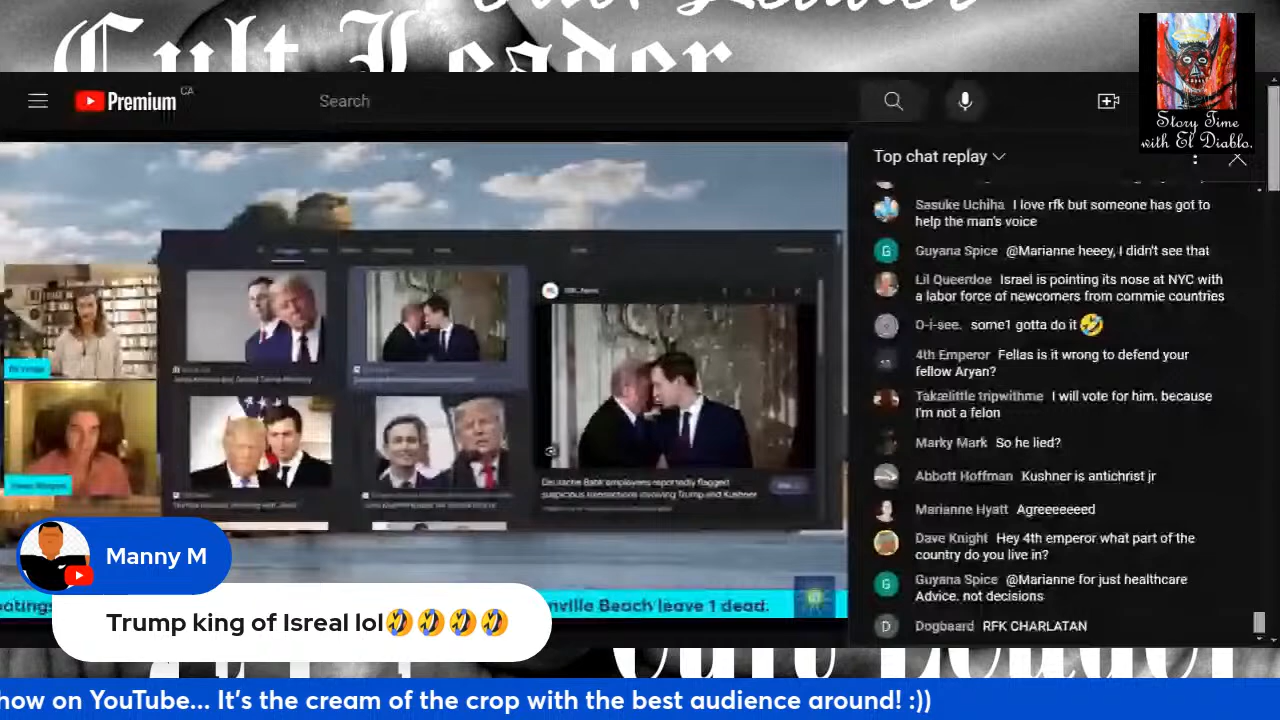 Cult Leader
Premium
CA
Search
Story Time
with El Diablo.
Top chat replay
Sasuke Uchiha I love rfk but someone has got to
help the man's voice
G
Guyana Spice @Marianne heeey, I didn't see that
Lil Queerdoe Israel is pointing its nose at NYC with
a labor force of newcomers from commie countries
O-i-see. some1 gotta do it🤣
4th Emperor Fellas is it wrong to defend your
fellow Aryan?
Takælittle tripwithme I will vote for him. because
I'm not a felon
Marky Mark So he lied?
Abbott Hoffman Kushner is antichrist jr
Marianne Hyatt Agreeeeeed
Dave Knight Hey 4th emperor what part of the
country do you live in?
G
Guyana Spice @Marianne for just healthcare
Advice. not decisions
D
Dogbaard RFK CHARLATAN
Deutsche Bank employees reportedly flagged
suspicious transactions involving Trump and Kushner
Manny M
Trump king of Isreal lol🤣🤣🤣🤣
nville Beach leave 1 dead.
how on YouTube... It's the cream of the crop with the best audience around! :))